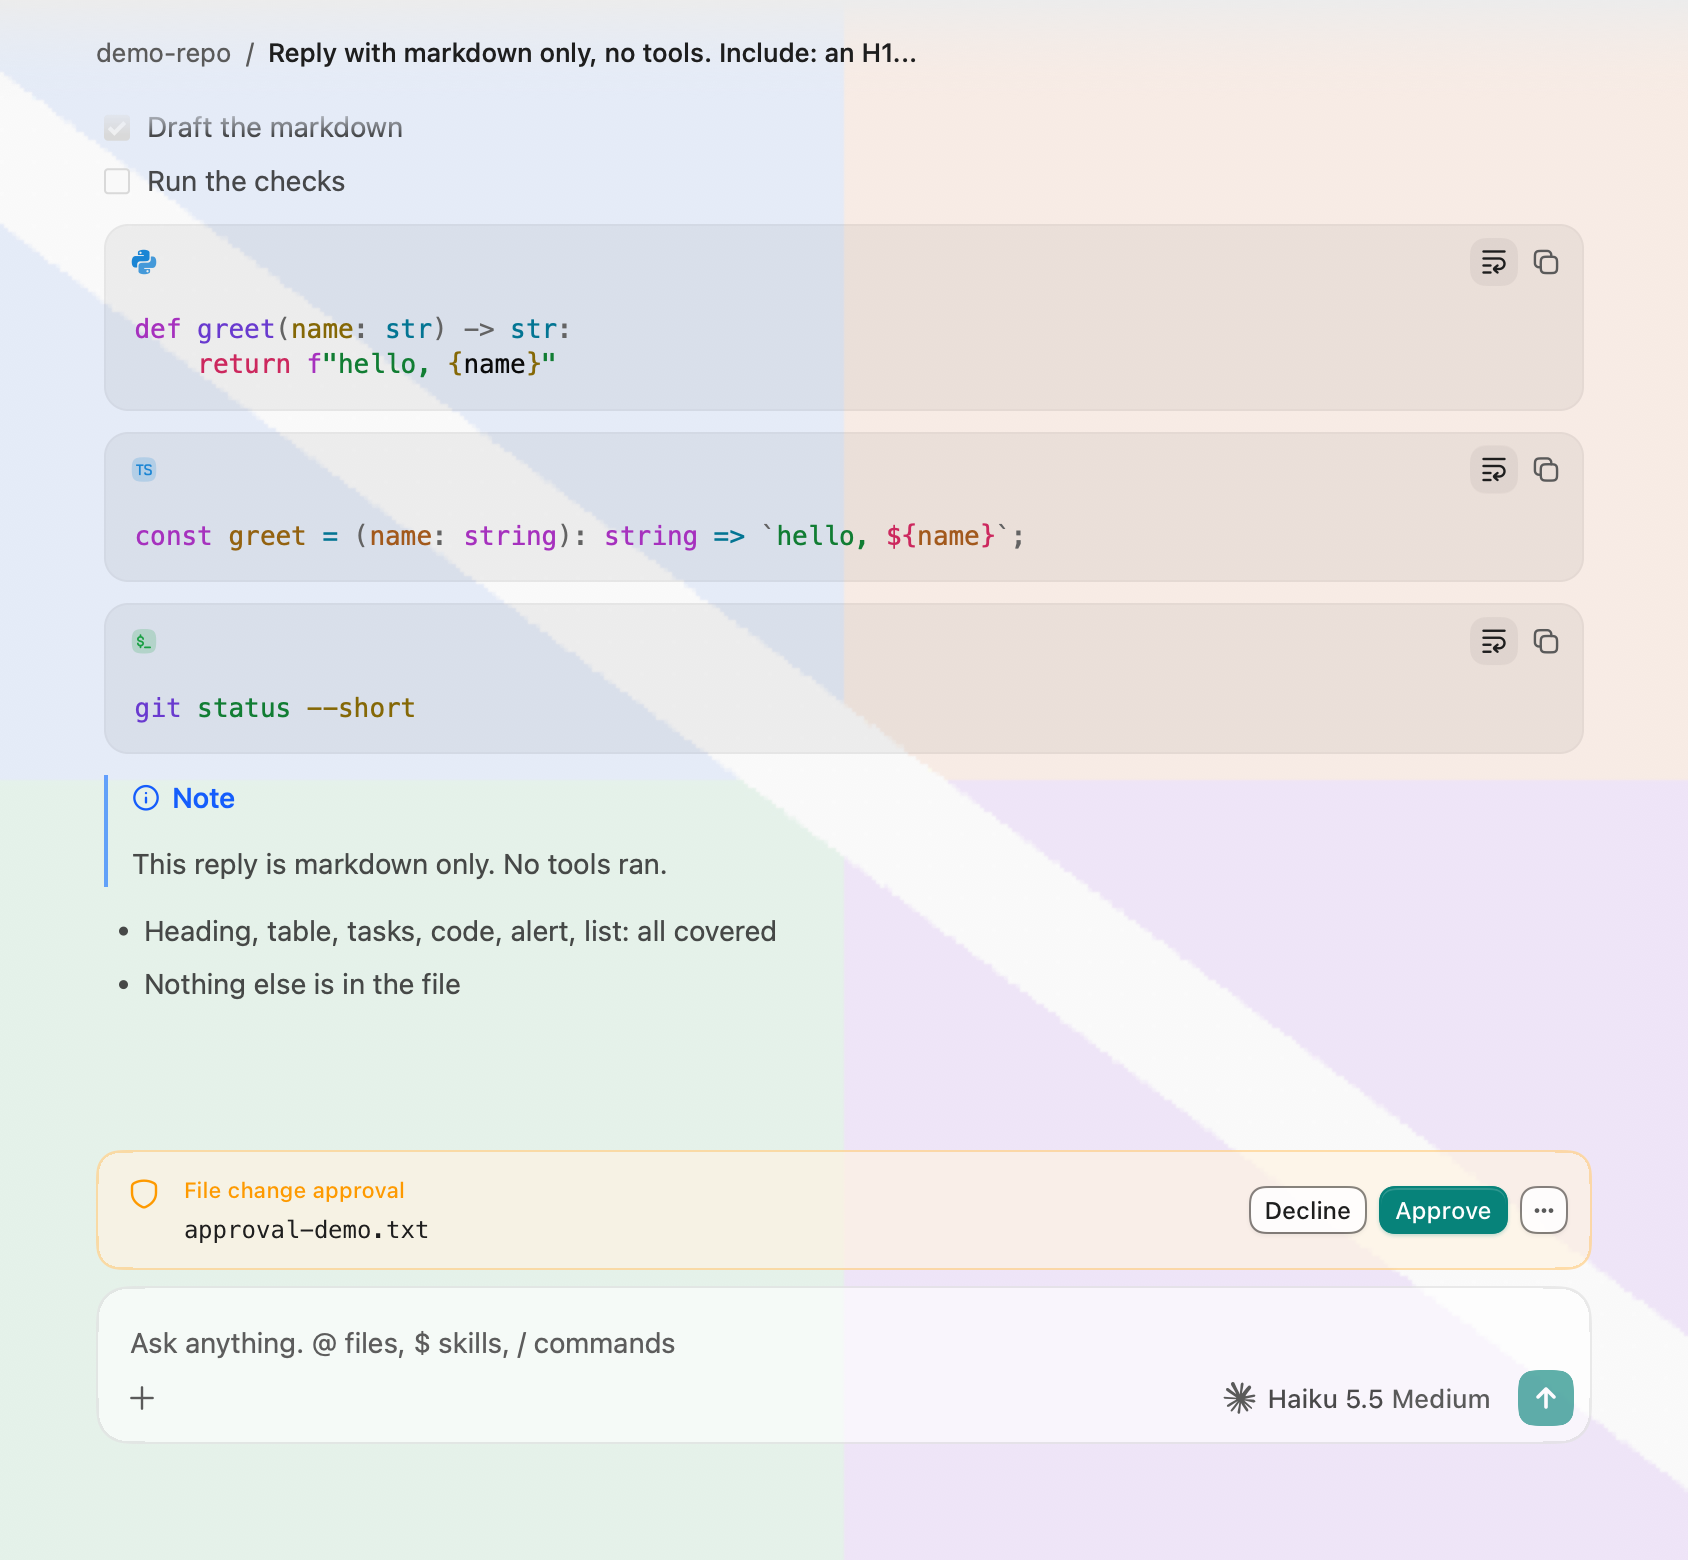 demo-repo / Reply with markdown only, no tools. Include: an H1...
Draft the markdown
Run the checks
def greet(name: str) -> str:
    return f"hello, {name}"
TS
const greet = (name: string): string => `hello, ${name}`;
$_
git status --short
Note
This reply is markdown only. No tools ran.
• Heading, table, tasks, code, alert, list: all covered
• Nothing else is in the file
File change approval
approval-demo.txt
Decline Approve
Ask anything. @ files, $ skills, / commands
Haiku 5.5 Medium